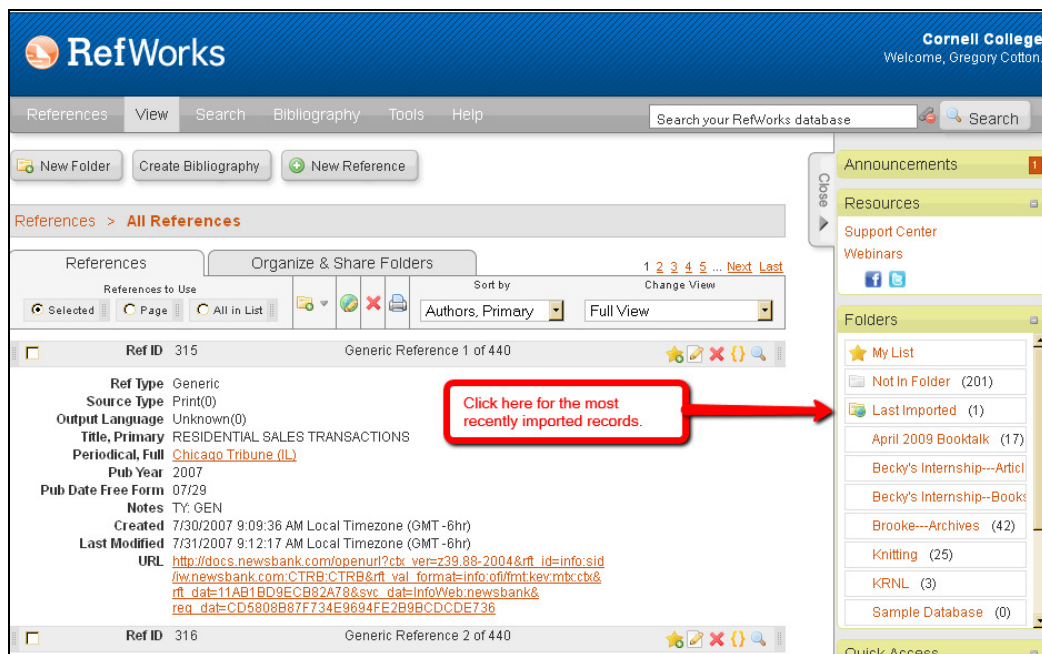 RefWorks
Cornell College
Welcome, Gregory Cotton.
References View Search Bibliography Tools Help
Search your RefWorks database
Search
New Folder Create Bibliography New Reference
References > All References
References Organize & Share Folders
1 2 3 4 5 ... Next Last
References to Use
Selected Page All in List
Sort by
Authors, Primary
Change View
Full View
Ref ID 315 Generic Reference 1 of 440
Ref Type Generic
Source Type Print(0)
Output Language Unknown(0)
Title, Primary RESIDENTIAL SALES TRANSACTIONS
Periodical, Full Chicago Tribune (IL)
Pub Year 2007
Pub Date Free Form 07/29
Notes TY: GEN
Created 7/30/2007 9:09:36 AM Local Timezone (GMT -6hr)
Last Modified 7/31/2007 9:12:17 AM Local Timezone (GMT -6hr)
URL http://docs.newsbank.com/openurl?ctx_ver=z39.88-2004&rft_id=info:sid
/iw.newsbank.com:CTRB:CTRB&rft_val_format=info:ofi/fmt:kev:mtx:ctx&
rft_dat=11AB1BD9ECB82A78&svc_dat=InfoWeb:newsbank&
req_dat=CD5808B87F734E9694FE2B9BCDCDE736
Ref ID 316 Generic Reference 2 of 440
Click here for the most
recently imported records.
Close
Announcements 1
Resources
Support Center
Webinars
Folders
My List
Not In Folder (201)
Last Imported (1)
April 2009 Booktalk (17)
Becky's Internship---Articl
Becky's Internship--Books
Brooke---Archives (42)
Knitting (25)
KRNL (3)
Sample Database (0)
Quick Access